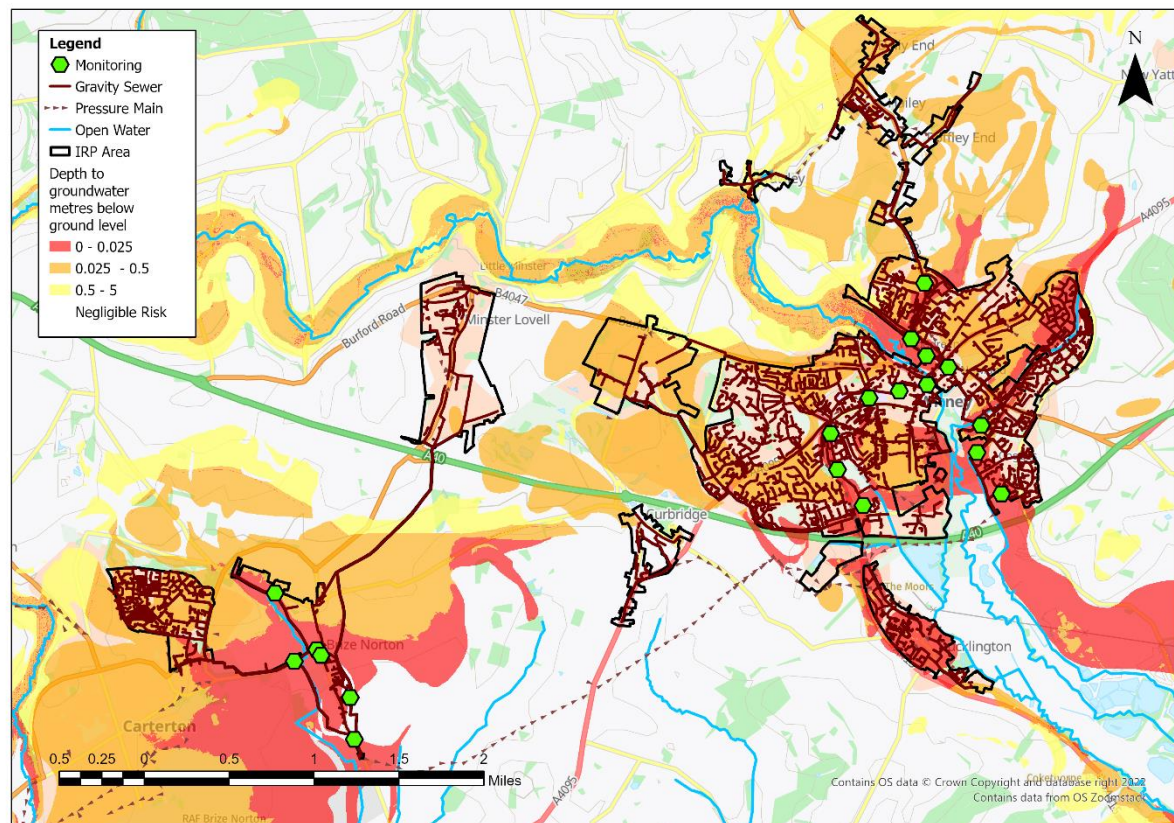 Legend
Monitoring
Gravity Sewer
Pressure Main
Open Water
IRP Area
Depth to
groundwater
metres below
ground level
0 - 0.025
0.025 - 0.5
0.5 - 5
Negligible Risk
N
A4095
Little Minster
B4047
Burford Road
Minster Lovell
A40
Curbridge
A40
The Moors
Brize Norton
Carterton
0.5 0.25 0 0.5 1 1.5 2
Miles
A4095
RAF Brize Norton
Contains OS data © Crown Copyright and database right 2022
Contains data from OS Zoomstack